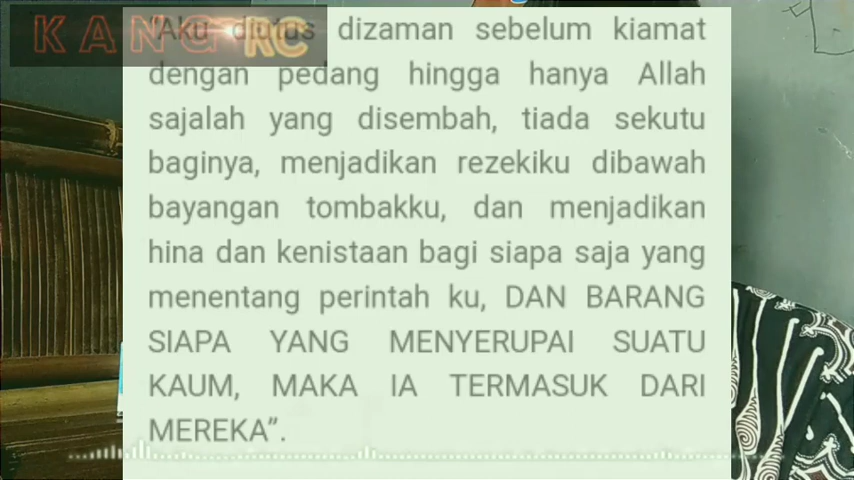 KANG RC
"Aku diutus dizaman sebelum kiamat
dengan pedang hingga hanya Allah
sajalah yang disembah, tiada sekutu
baginya, menjadikan rezekiku dibawah
bayangan tombakku, dan menjadikan
hina dan kenistaan bagi siapa saja yang
menentang perintah ku, DAN BARANG
SIAPA YANG MENYERUPAI SUATU
KAUM, MAKA IA TERMASUK DARI
MEREKA".